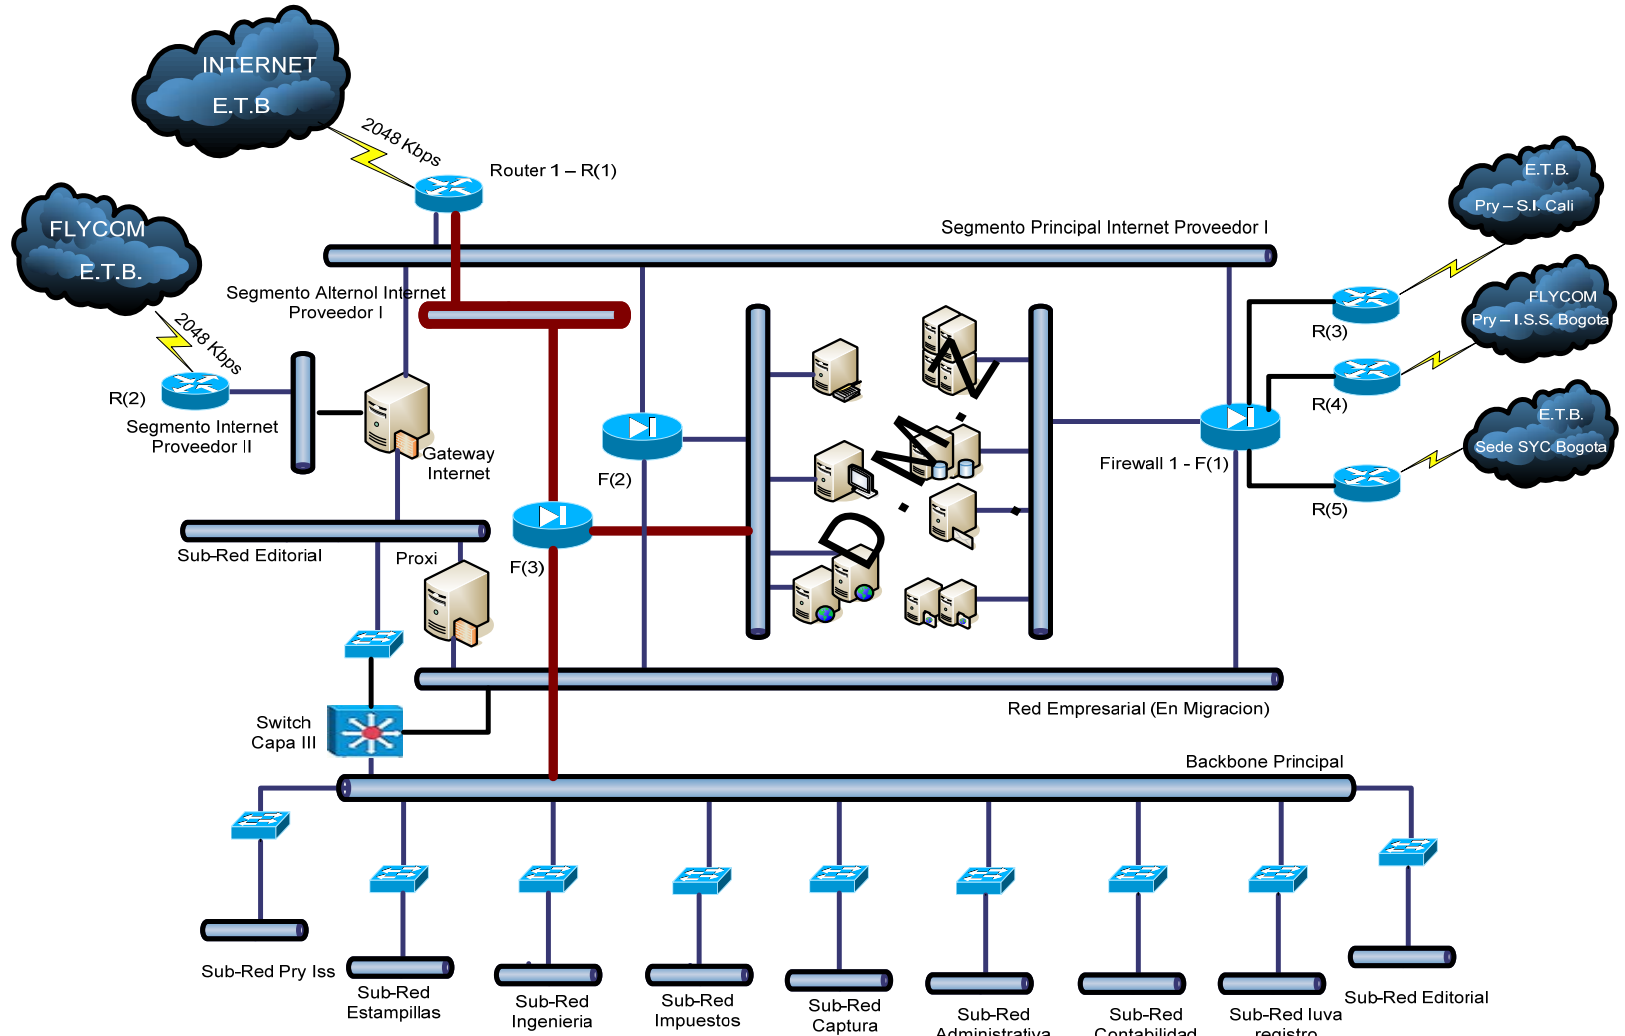 INTERNET
E.T.B
2048 Kbps
Router 1 – R(1)
FLYCOM
E.T.B.
2048 Kbps
R(2)
Segmento Internet
Proveedor II
Segmento Alternol Internet
Proveedor I
Segmento Principal Internet Proveedor I
Gateway
Internet
F(2)
F(3)
D.M.Z.
Firewall 1 - F(1)
E.T.B.
Pry – S.I. Cali
R(3)
FLYCOM
Pry – I.S.S. Bogota
R(4)
E.T.B.
Sede SYC Bogota
R(5)
Sub-Red Editorial
Proxi
Switch
Capa III
Red Empresarial (En Migracion)
Backbone Principal
Sub-Red Pry Iss
Sub-Red
Estampillas
Sub-Red
Ingenieria
Sub-Red
Impuestos
Sub-Red
Captura
Sub-Red
Administrativa
Sub-Red
Contabilidad
Sub-Red Iuva
registro
Sub-Red Editorial